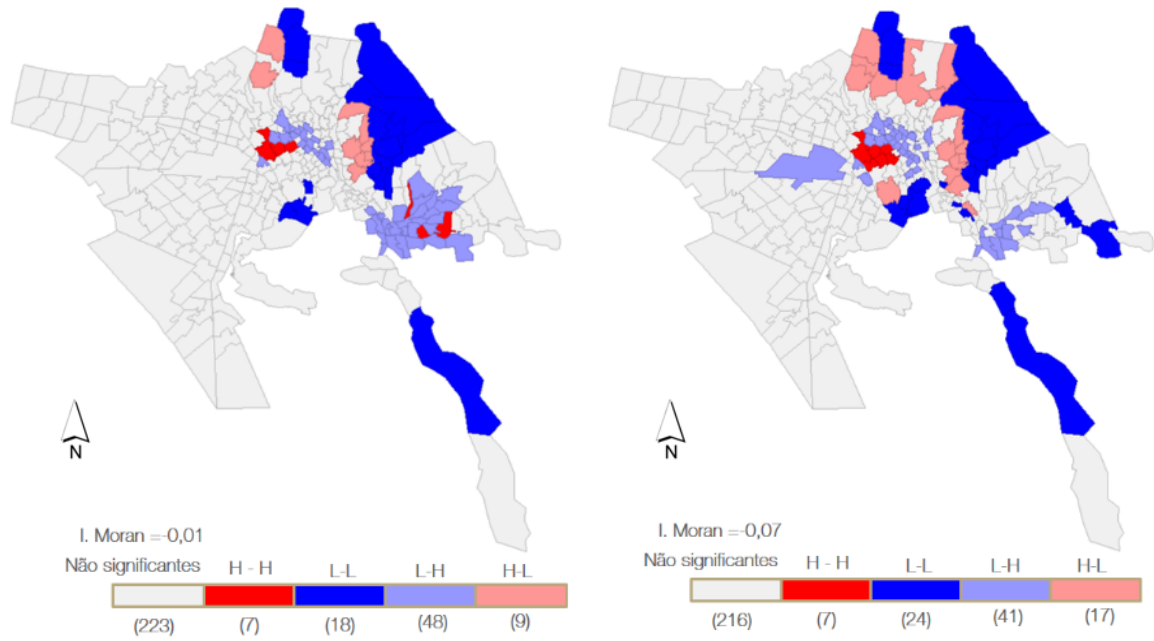 N
I. Moran =-0,01
Não significantes H - H L-L L-H H-L
(223) (7) (18) (48) (9)
N
I. Moran =-0,07
Não significantes H - H L-L L-H H-L
(216) (7) (24) (41) (17)